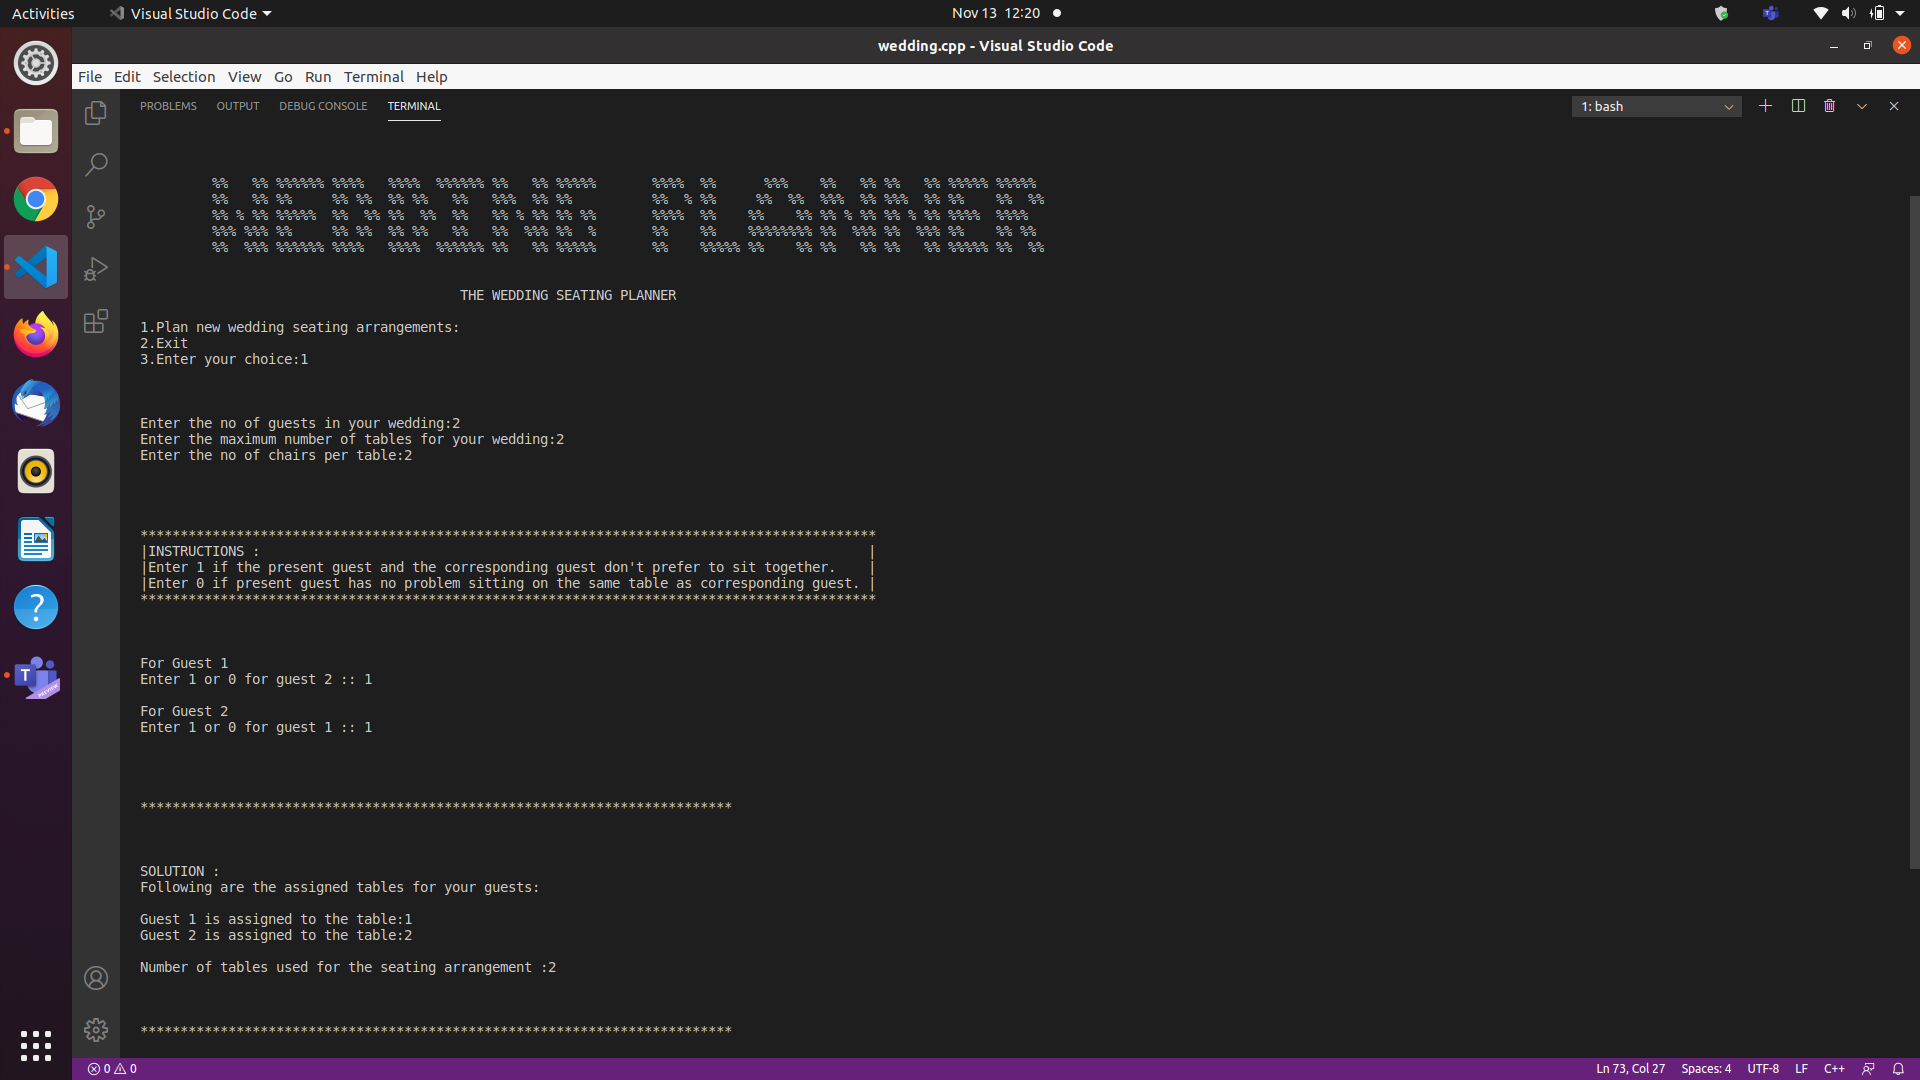 Activities
Visual Studio Code
Nov 13 12:20
wedding.cpp - Visual Studio Code
File Edit Selection View Go Run Terminal Help
PROBLEMS OUTPUT DEBUG CONSOLE TERMINAL
1: bash
WEDDING PLANNER
THE WEDDING SEATING PLANNER
1.Plan new wedding seating arrangements:
2.Exit
3.Enter your choice:1
Enter the no of guests in your wedding:2
Enter the maximum number of tables for your wedding:2
Enter the no of chairs per table:2
********************************************************************************************
|INSTRUCTIONS : |
|Enter 1 if the present guest and the corresponding guest don't prefer to sit together. |
|Enter 0 if present guest has no problem sitting on the same table as corresponding guest. |
********************************************************************************************
For Guest 1
Enter 1 or 0 for guest 2 :: 1
For Guest 2
Enter 1 or 0 for guest 1 :: 1
**************************************************************************
SOLUTION :
Following are the assigned tables for your guests:
Guest 1 is assigned to the table:1
Guest 2 is assigned to the table:2
Number of tables used for the seating arrangement :2
**************************************************************************
0 0
Ln 73, Col 27 Spaces: 4 UTF-8 LF C++